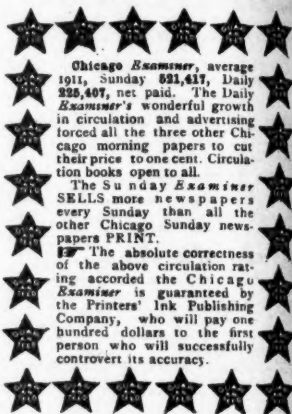 Chicago Examiner, average
1911, Sunday 521,417, Daily
225,407, net paid. The Daily
Examiner's wonderful growth
in circulation and advertising
forced all the three other Chi-
cago morning papers to cut
their price to one cent. Circula-
tion books open to all.
The Sunday Examiner
SELLS more newspapers
every Sunday than all the
other Chicago Sunday news-
papers PRINT.
☛ The absolute correctness
of the above circulation rat-
ing accorded the Chicago
Examiner is guaranteed by
the Printers' Ink Publishing
Company, who will pay one
hundred dollars to the first
person who will successfully
controvert its accuracy.